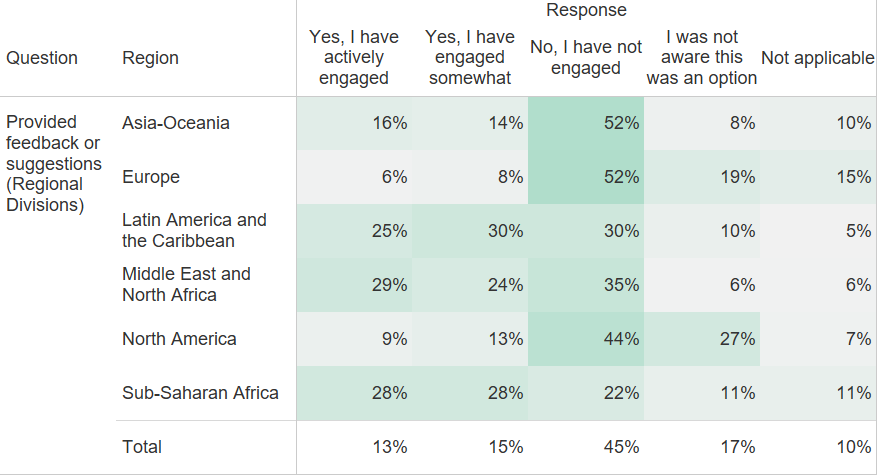 Response
Question Region Yes, I have actively engaged Yes, I have engaged somewhat No, I have not engaged I was not aware this was an option Not applicable
Provided feedback or suggestions (Regional Divisions)
Asia-Oceania 16% 14% 52% 8% 10%
Europe 6% 8% 52% 19% 15%
Latin America and the Caribbean 25% 30% 30% 10% 5%
Middle East and North Africa 29% 24% 35% 6% 6%
North America 9% 13% 44% 27% 7%
Sub-Saharan Africa 28% 28% 22% 11% 11%
Total 13% 15% 45% 17% 10%